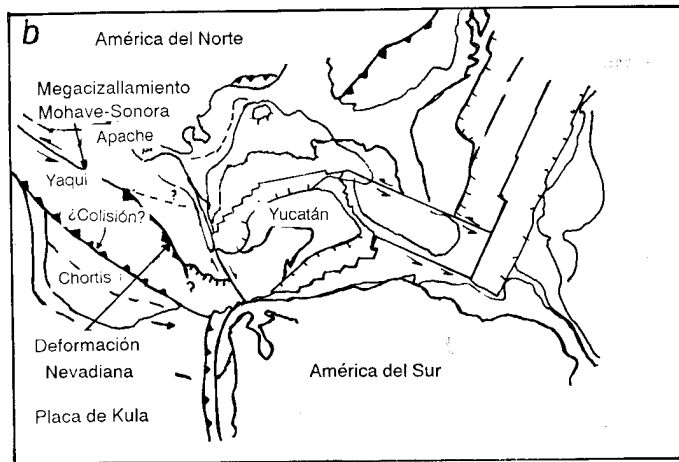 b
América del Norte
Megacizallamiento
Mohave-Sonora
Apache
?
Yaqui
¿Colisión?
Yucatán
Chortis
?
Deformación
Nevadiana
América del Sur
Placa de Kula